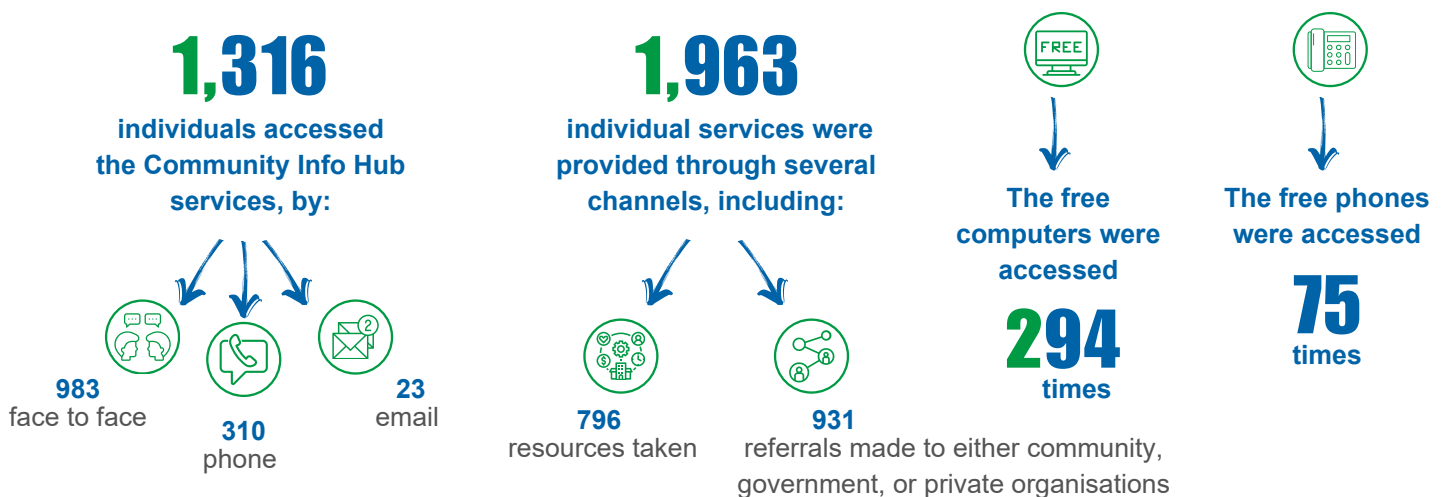 1,316
individuals accessed
the Community Info Hub
services, by:
983
face to face
310
phone
2
23
email
1,963
individual services were
provided through several
channels, including:
$
796
resources taken
931
referrals made to either community,
government, or private organisations
FREE
The free
computers were
accessed
294
times
The free phones
were accessed
75
times